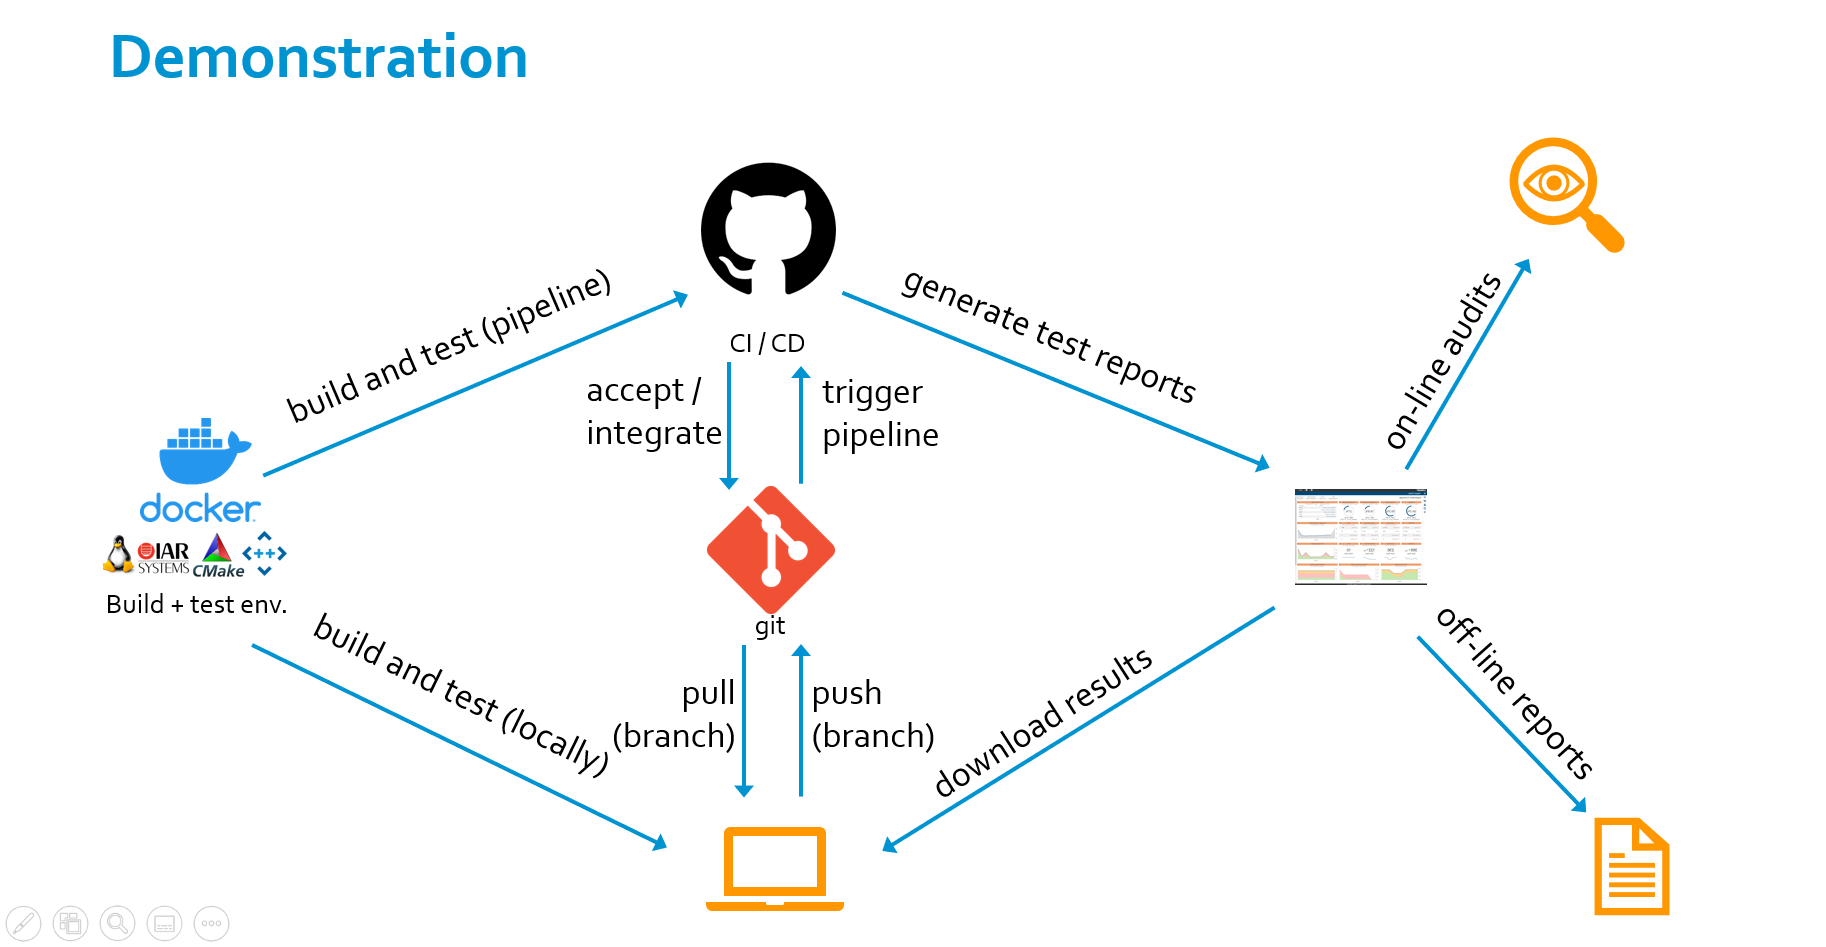 Demonstration
build and test (pipeline)
generate test reports
on-line audits
CI / CD
accept /
integrate
trigger
pipeline
docker
IAR
SYSTEMS
CMake
++
Build + test env.
git
build and test (locally)
pull
(branch)
push
(branch)
download results
off-line reports